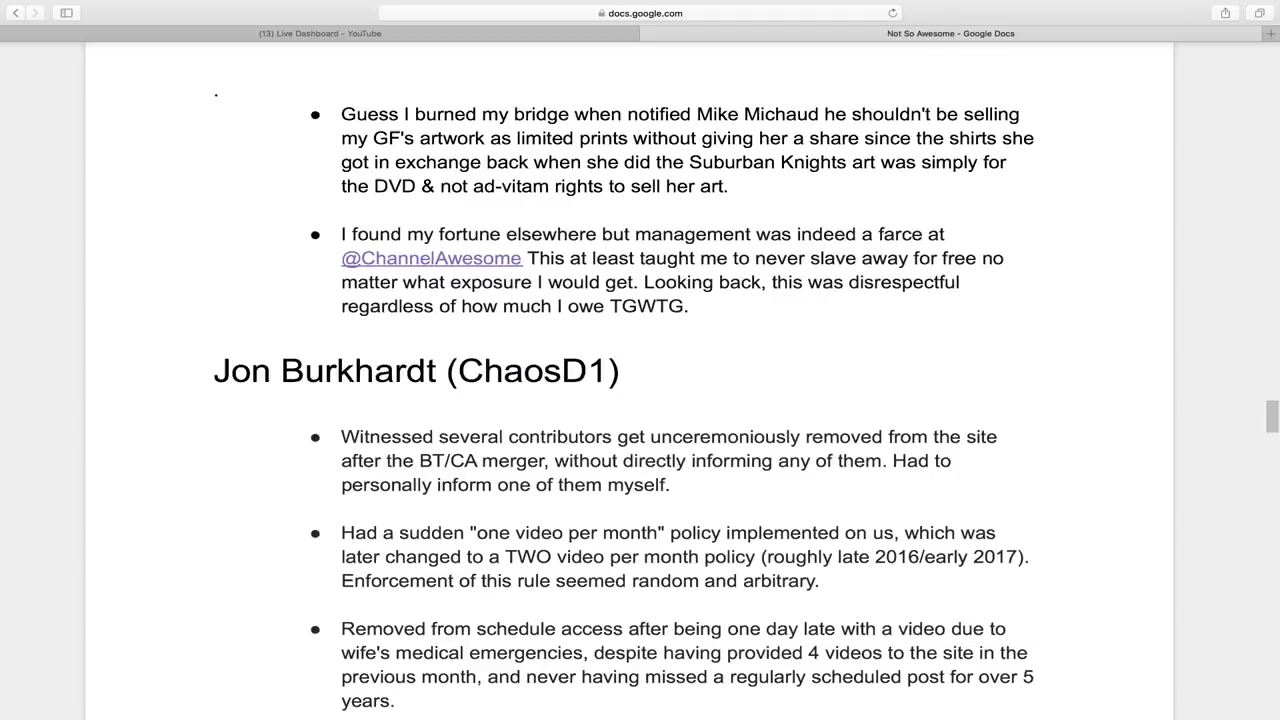 docs.google.com
(13) Live Dashboard - YouTube
Not So Awesome - Google Docs
.
● Guess I burned my bridge when notified Mike Michaud he shouldn't be selling
my GF's artwork as limited prints without giving her a share since the shirts she
got in exchange back when she did the Suburban Knights art was simply for
the DVD & not ad-vitam rights to sell her art.
● I found my fortune elsewhere but management was indeed a farce at
@ChannelAwesome This at least taught me to never slave away for free no
matter what exposure I would get. Looking back, this was disrespectful
regardless of how much I owe TGWTG.
Jon Burkhardt (ChaosD1)
● Witnessed several contributors get unceremoniously removed from the site
after the BT/CA merger, without directly informing any of them. Had to
personally inform one of them myself.
● Had a sudden "one video per month" policy implemented on us, which was
later changed to a TWO video per month policy (roughly late 2016/early 2017).
Enforcement of this rule seemed random and arbitrary.
● Removed from schedule access after being one day late with a video due to
wife's medical emergencies, despite having provided 4 videos to the site in the
previous month, and never having missed a regularly scheduled post for over 5
years.